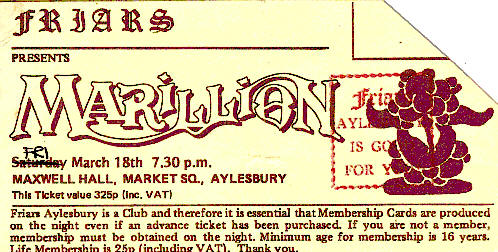 FRIARS
PRESENTS
MARILLION
Friars
AYLE
IS GO
FOR Y
FRI
Saturday March 18th 7.30 p.m.
MAXWELL HALL, MARKET SQ., AYLESBURY
This Ticket value 325p (Inc. VAT)
Friars Aylesbury is a Club and therefore it is essential that Membership Cards are produced
on the night even if an advance ticket has been purchased. If you are not a member,
membership must be obtained on the night. Minimum age for membership is 16 years.
Life Membership is 25p (including VAT). Thank you.